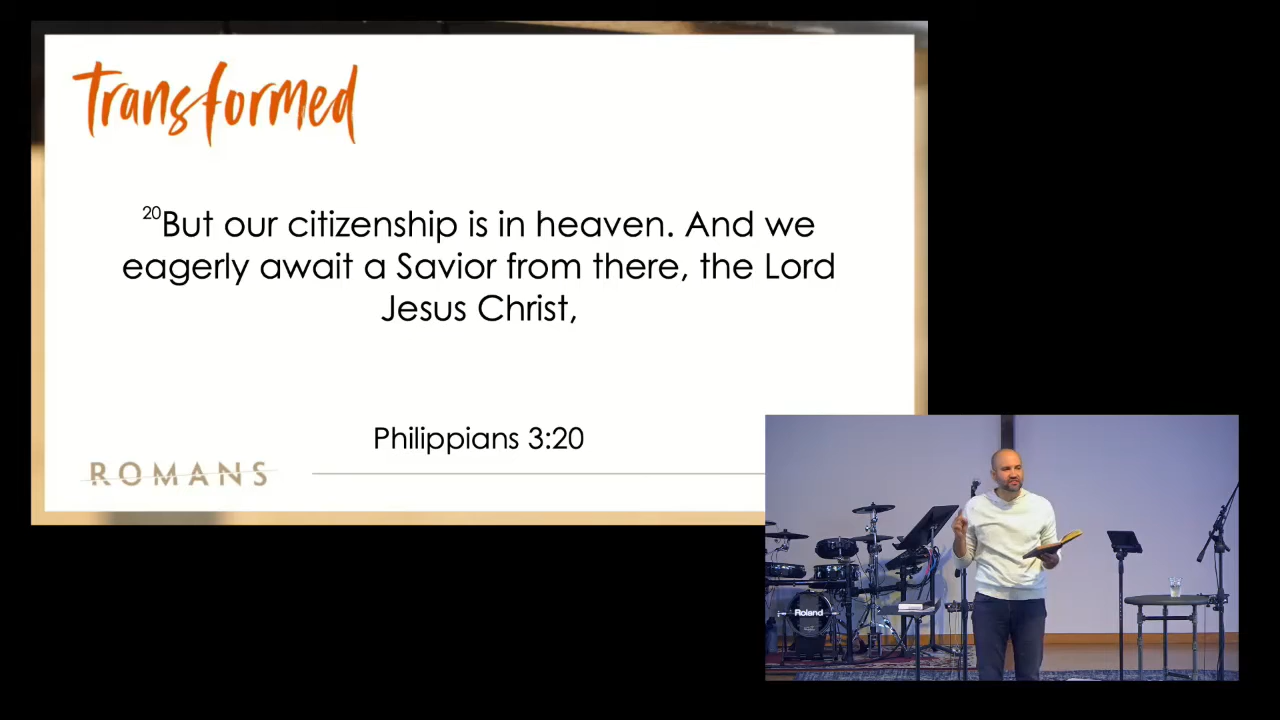 Transformed
20But our citizenship is in heaven. And we
eagerly await a Savior from there, the Lord
Jesus Christ,
Philippians 3:20
ROMANS
Roland